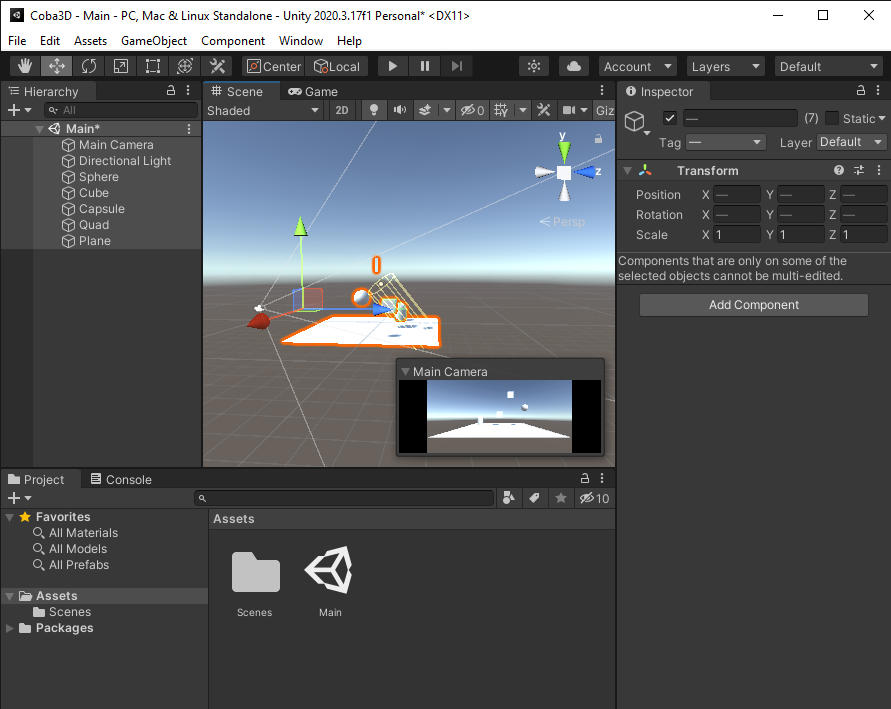 Coba3D - Main - PC, Mac & Linux Standalone - Unity 2020.3.17f1 Personal* <DX11>
File Edit Assets GameObject Component Window Help
Center Local Account Layers Default
Hierarchy
All
Main*
Main Camera
Directional Light
Sphere
Cube
Capsule
Quad
Plane
Scene Game
Shaded 2D 0 Giz
y
z
Persp
Main Camera
Inspector
— (7) Static
Tag — Layer Default
Transform
Position X — Y — Z —
Rotation X — Y — Z —
Scale X 1 Y 1 Z 1
Components that are only on some of the
selected objects cannot be multi-edited.
Add Component
Project Console
10
Favorites
All Materials
All Models
All Prefabs
Assets
Scenes
Packages
Assets
Scenes Main